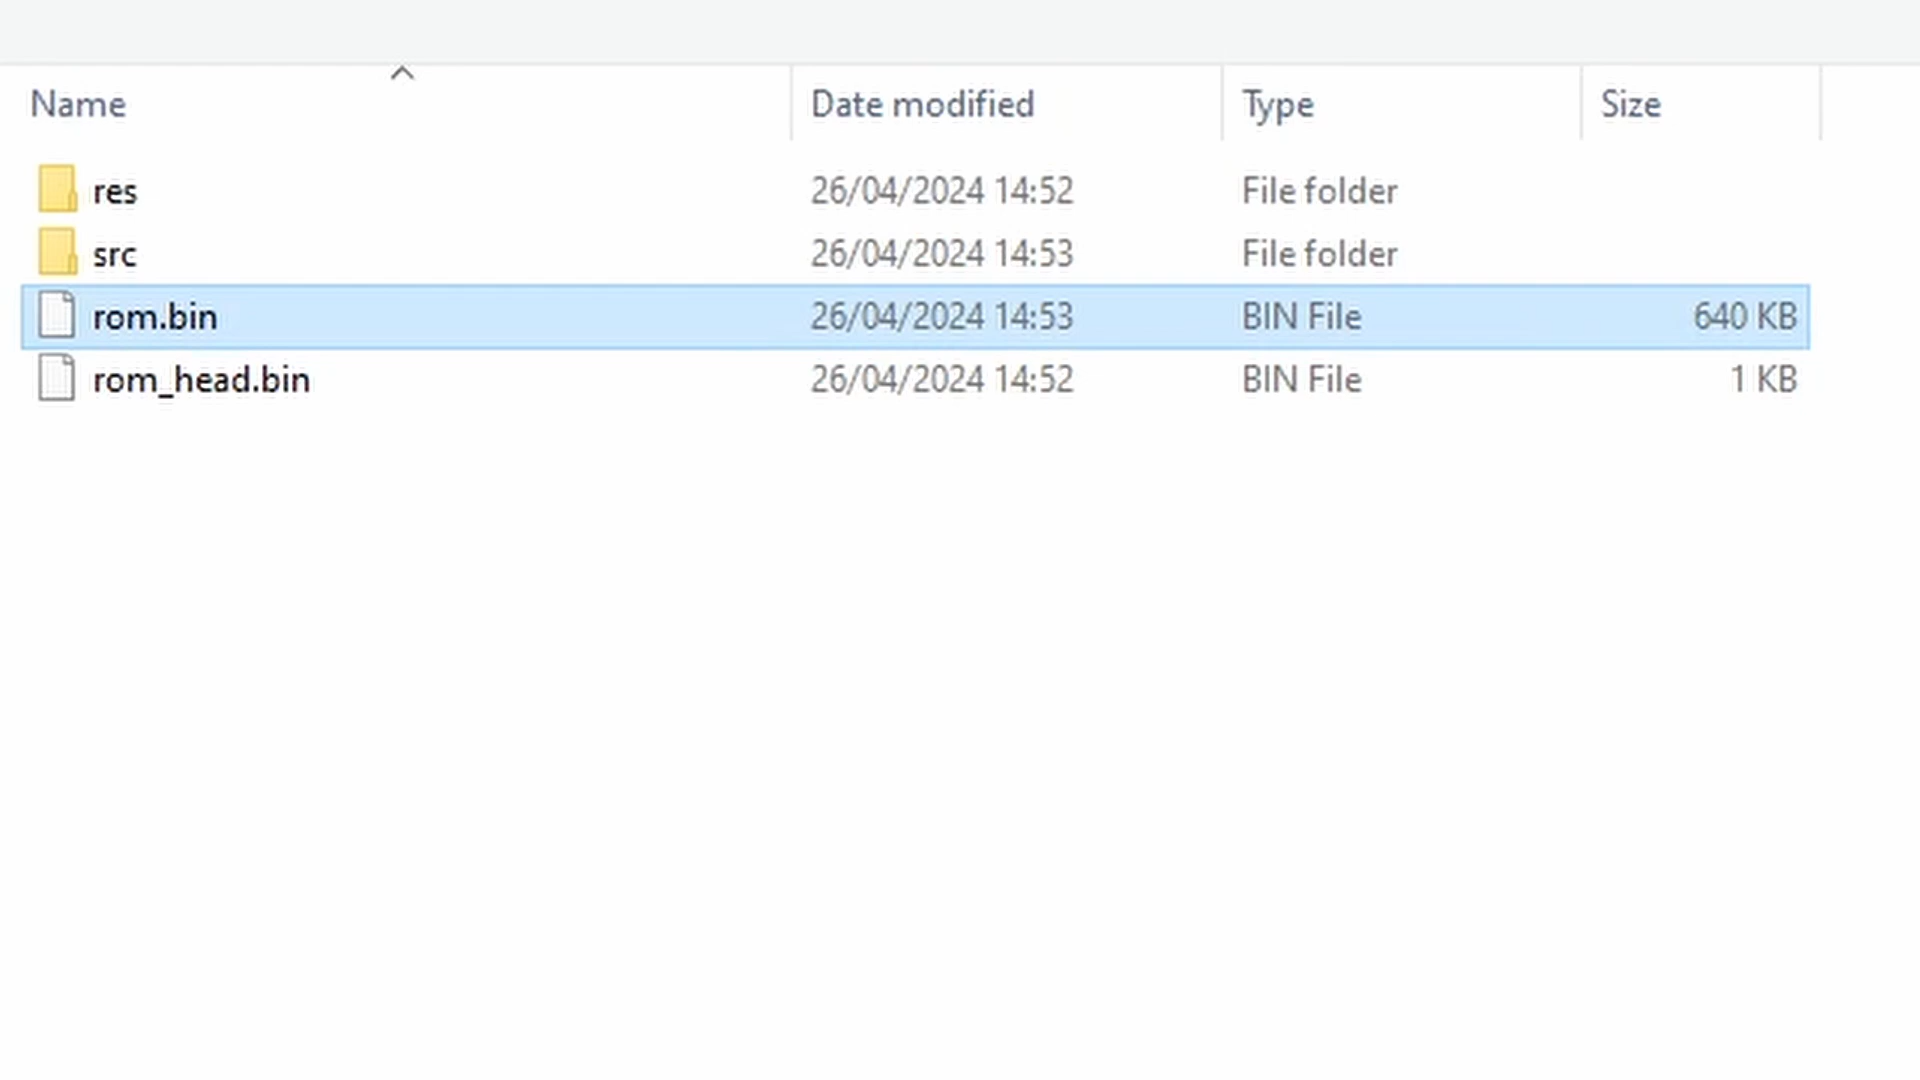 Name Date modified Type Size
res 26/04/2024 14:52 File folder
src 26/04/2024 14:53 File folder
rom.bin 26/04/2024 14:53 BIN File 640 KB
rom_head.bin 26/04/2024 14:52 BIN File 1 KB